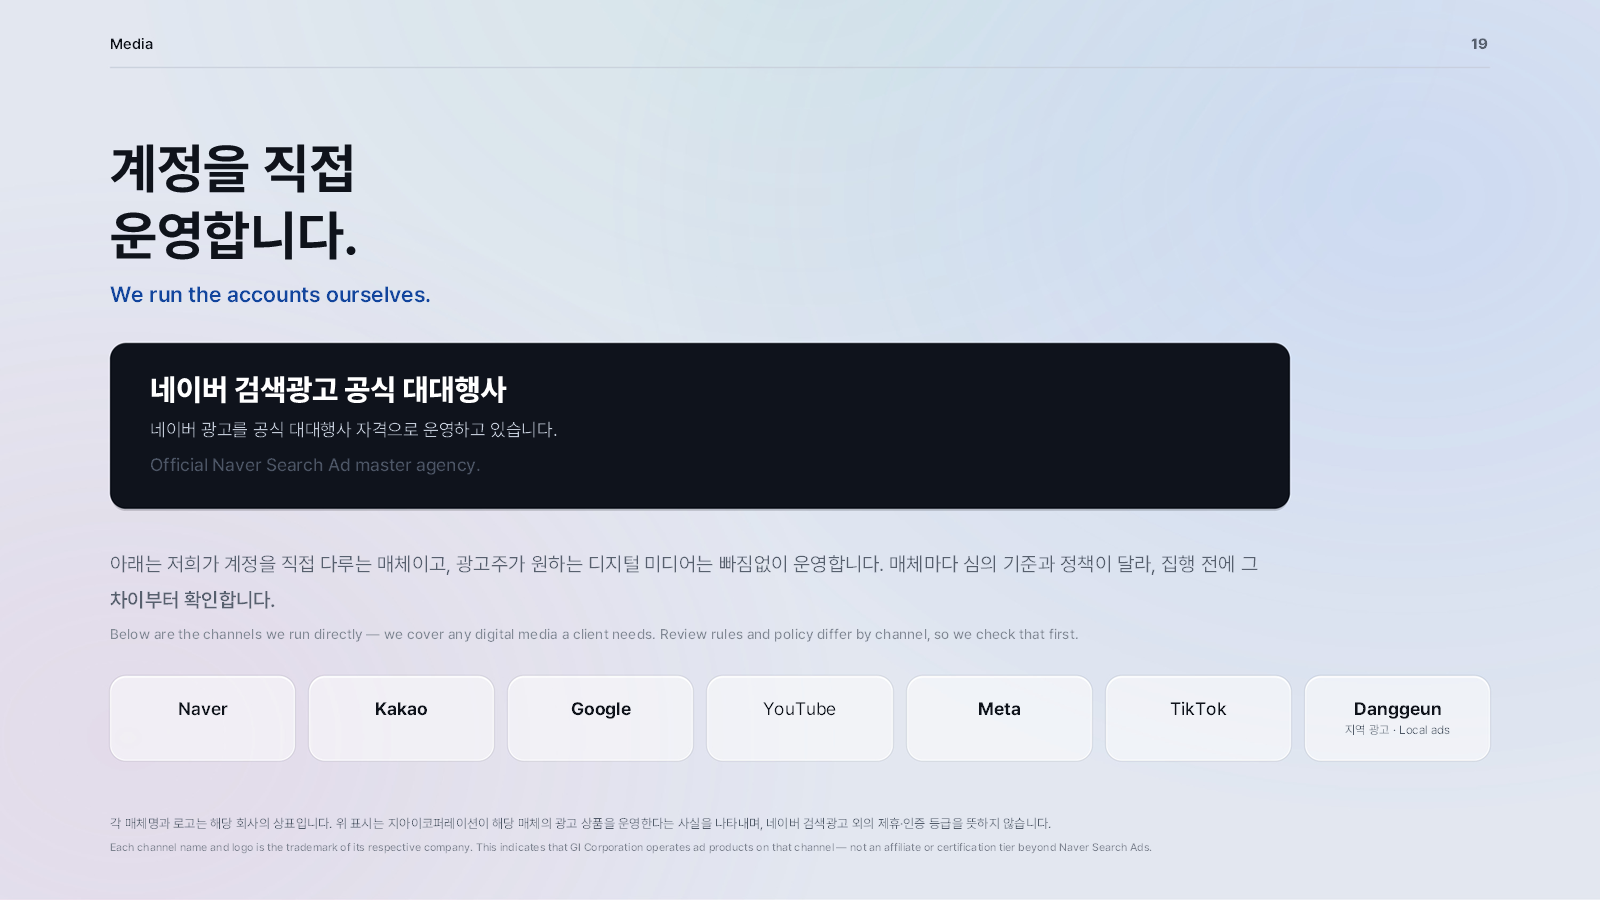 Media
19
계정을 직접
운영합니다.
We run the accounts ourselves.
네이버 검색광고 공식 대대행사
네이버 광고를 공식 대대행사 자격으로 운영하고 있습니다.
Official Naver Search Ad master agency.
아래는 저희가 계정을 직접 다루는 매체이고, 광고주가 원하는 디지털 미디어는 빠짐없이 운영합니다. 매체마다 심의 기준과 정책이 달라, 집행 전에 그
차이부터 확인합니다.
Below are the channels we run directly — we cover any digital media a client needs. Review rules and policy differ by channel, so we check that first.
Naver
Kakao
Google
YouTube
Meta
TikTok
Danggeun
지역 광고 · Local ads
각 매체명과 로고는 해당 회사의 상표입니다. 위 표시는 지아이코퍼레이션이 해당 매체의 광고 상품을 운영한다는 사실을 나타내며, 네이버 검색광고 외의 제휴·인증 등급을 뜻하지 않습니다.
Each channel name and logo is the trademark of its respective company. This indicates that GI Corporation operates ad products on that channel — not an affiliate or certification tier beyond Naver Search Ads.